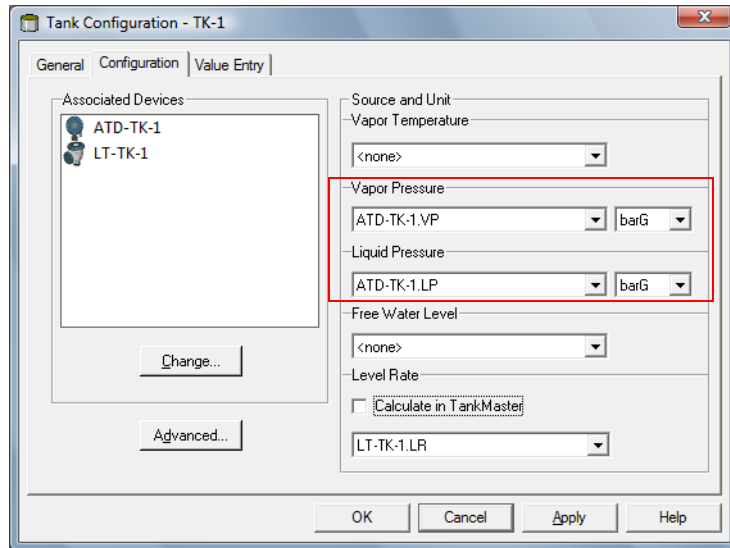 Tank Configuration - TK-1
General Configuration Value Entry
Associated Devices
ATD-TK-1
LT-TK-1
Change...
Advanced...
Source and Unit
Vapor Temperature
<none>
Vapor Pressure
ATD-TK-1.VP barG
Liquid Pressure
ATD-TK-1.LP barG
Free Water Level
<none>
Level Rate
Calculate in TankMaster
LT-TK-1.LR
OK Cancel Apply Help